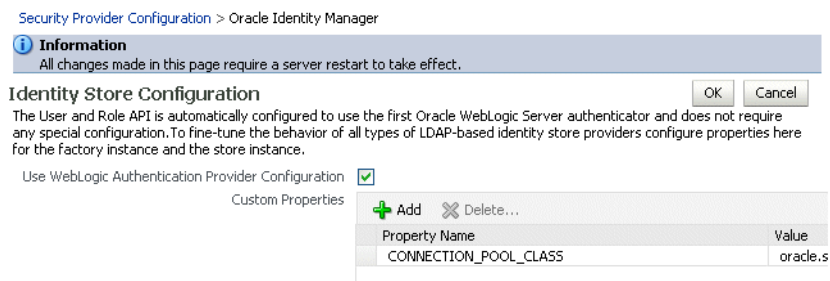 Security Provider Configuration > Oracle Identity Manager
Information
All changes made in this page require a server restart to take effect.
Identity Store Configuration
OK Cancel
The User and Role API is automatically configured to use the first Oracle WebLogic Server authenticator and does not require
any special configuration.To fine-tune the behavior of all types of LDAP-based identity store providers configure properties here
for the factory instance and the store instance.
Use WebLogic Authentication Provider Configuration
Custom Properties
Add Delete...
Property Name Value
CONNECTION_POOL_CLASS oracle.s